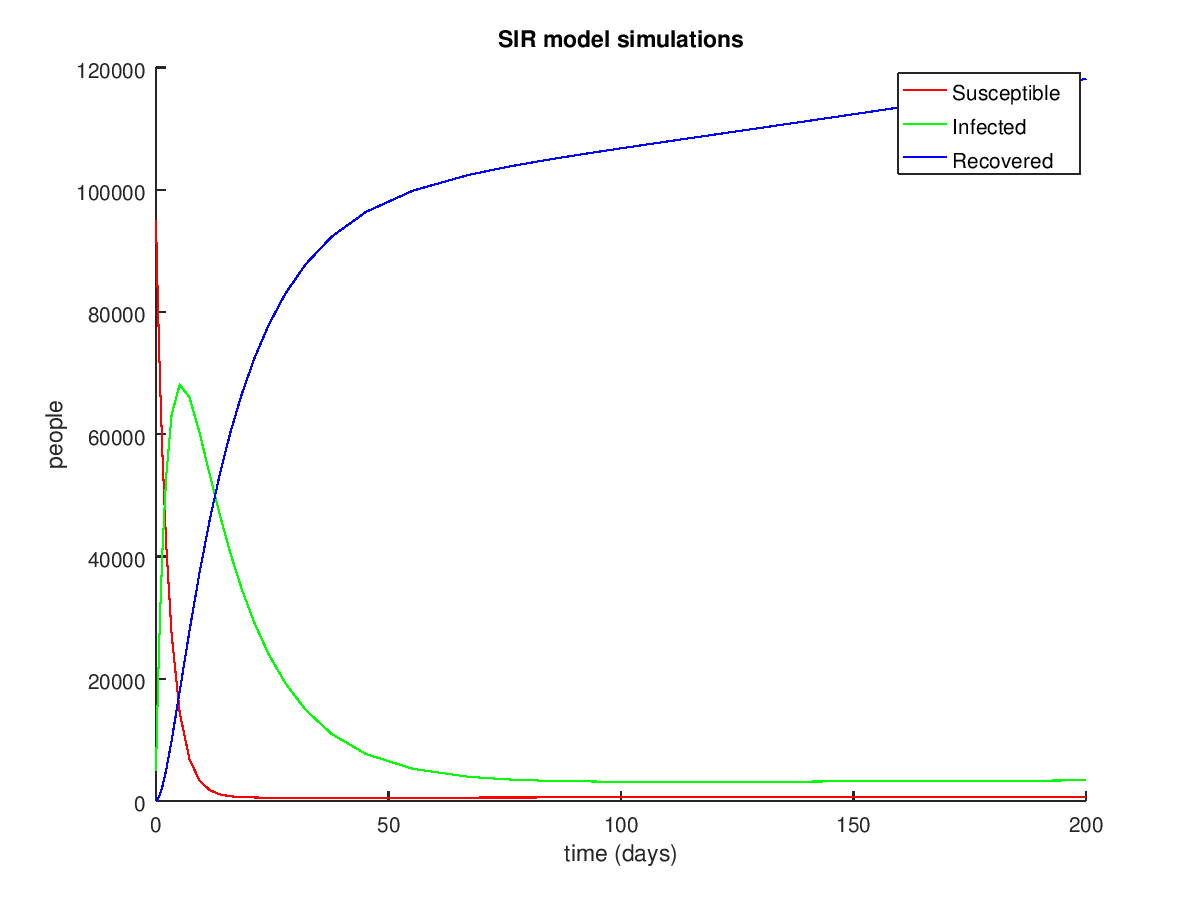 SIR model simulations
120000
100000
80000
60000
40000
20000
0
people
Susceptible
Infected
Recovered
0 50 100 150 200
time (days)